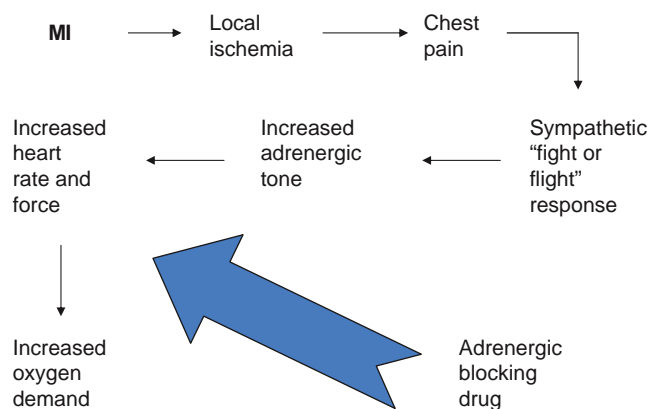 MI
Local
ischemia
Chest
pain
Sympathetic
“fight or
flight”
response
Increased
adrenergic
tone
Increased
heart
rate and
force
Increased
oxygen
demand
Adrenergic
blocking
drug